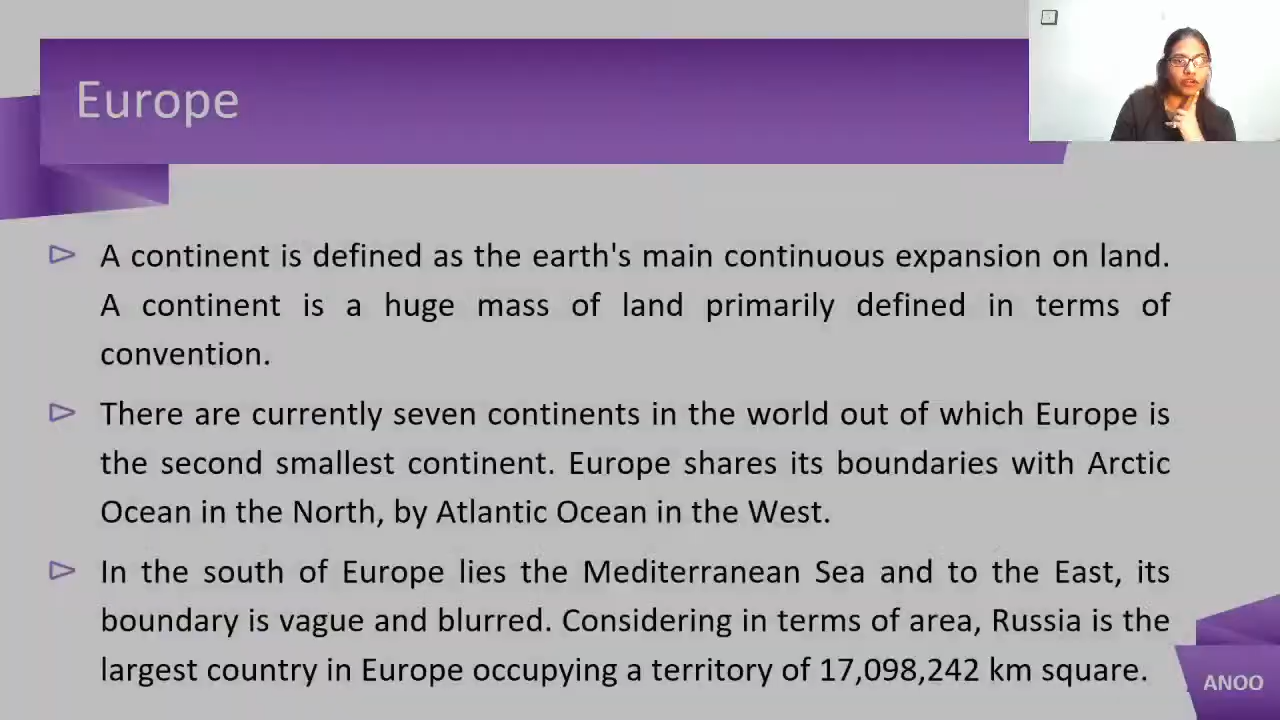 Europe
A continent is defined as the earth's main continuous expansion on land.
A continent is a huge mass of land primarily defined in terms of
convention.
There are currently seven continents in the world out of which Europe is
the second smallest continent. Europe shares its boundaries with Arctic
Ocean in the North, by Atlantic Ocean in the West.
In the south of Europe lies the Mediterranean Sea and to the East, its
boundary is vague and blurred. Considering in terms of area, Russia is the
largest country in Europe occupying a territory of 17,098,242 km square.
ANOO